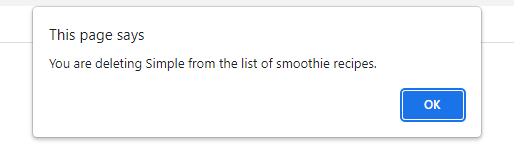 This page says
You are deleting Simple from the list of smoothie recipes.
OK